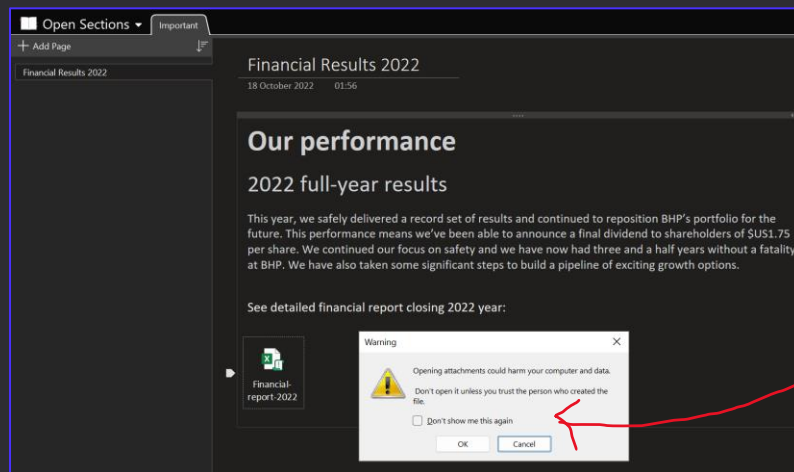 Open Sections
Important
Add Page
Financial Results 2022
Financial Results 2022
18 October 2022 01:56
Our performance
2022 full-year results
This year, we safely delivered a record set of results and continued to reposition BHP's portfolio for the
future. This performance means we've been able to announce a final dividend to shareholders of $US1.75
per share. We continued our focus on safety and we have now had three and a half years without a fatality
at BHP. We have also taken some significant steps to build a pipeline of exciting growth options.
See detailed financial report closing 2022 year:
Financial-
report-2022
Warning
Opening attachments could harm your computer and data.
Don't open it unless you trust the person who created the
file.
Don't show me this again
OK Cancel